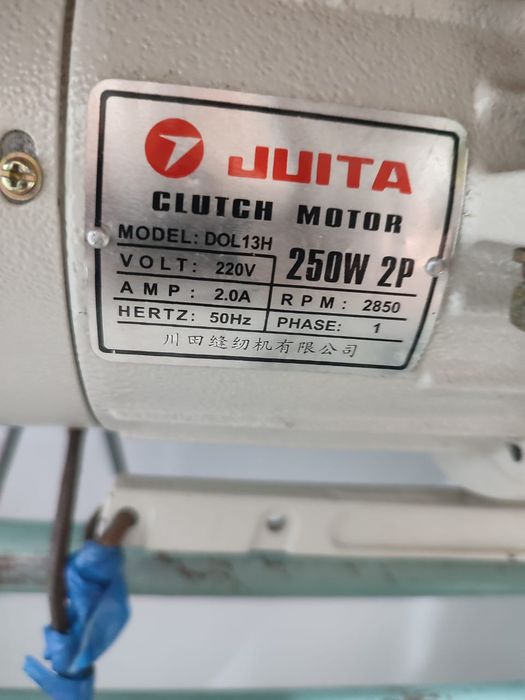 JUITA
CLUTCH MOTOR
MODEL: DOL13H
250W 2P
VOLT: 220V
AMP: 2.0A
RPM: 2850
HERTZ: 50Hz
PHASE: 1
川田缝纫机有限公司